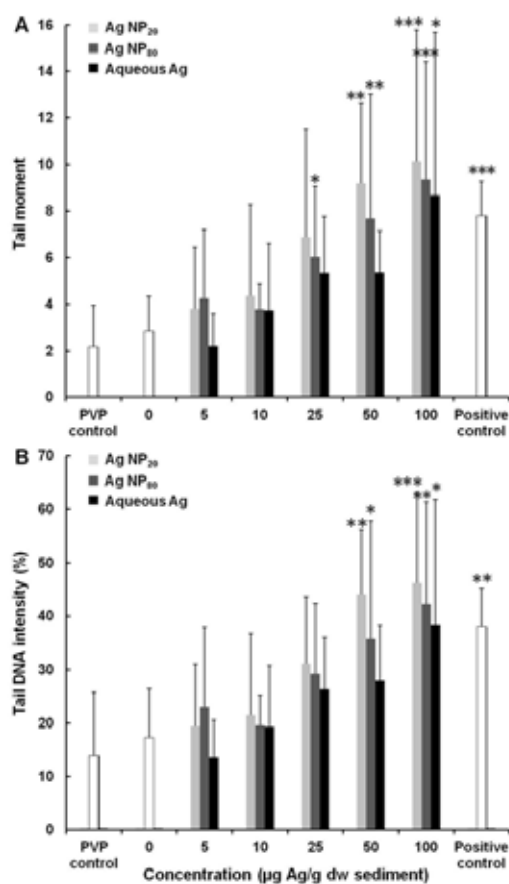 A
16
14
12
10
8
6
4
2
0
Tail moment
Ag NP₂₀
Ag NP₈₀
Aqueous Ag
*
** **
*** *** *
***
PVP control 0 5 10 25 50 100 Positive control
B
70
60
50
40
30
20
10
0
Tail DNA intensity (%)
Ag NP₂₀
Ag NP₈₀
Aqueous Ag
** *
*** ** *
**
PVP control 0 5 10 25 50 100 Positive control
Concentration (µg Ag/g dw sediment)